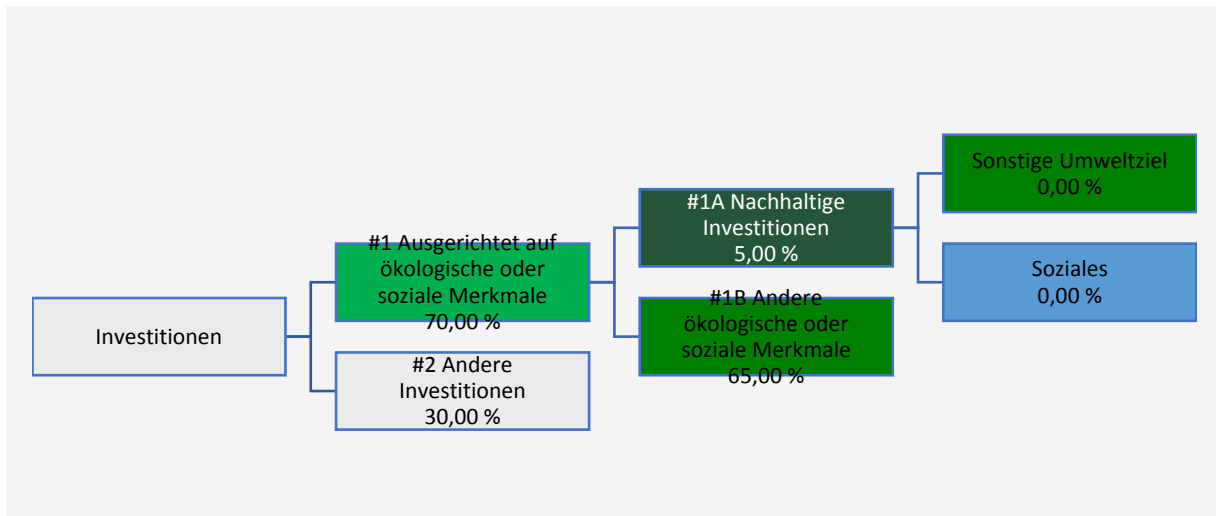 Investitionen
#1 Ausgerichtet auf
ökologische oder
soziale Merkmale
70,00 %
#2 Andere
Investitionen
30,00 %
#1A Nachhaltige
Investitionen
5,00 %
#1B Andere
ökologische oder
soziale Merkmale
65,00 %
Sonstige Umweltziel
0,00 %
Soziales
0,00 %